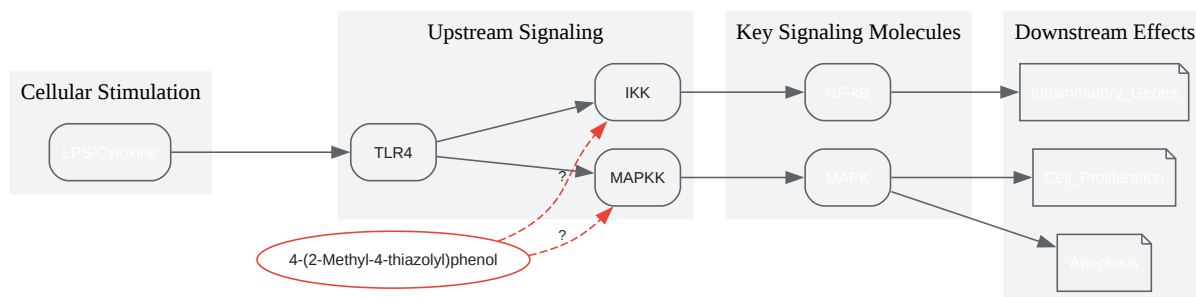 Upstream Signaling
Key Signaling Molecules
Downstream Effects
Cellular Stimulation
LPS/Cytokine
TLR4
IKK
MAPKK
NF-kB
MAPK
Inflammatory_Genes
Cell_Proliferation
Apoptosis
?
?
4-(2-Methyl-4-thiazolyl)phenol